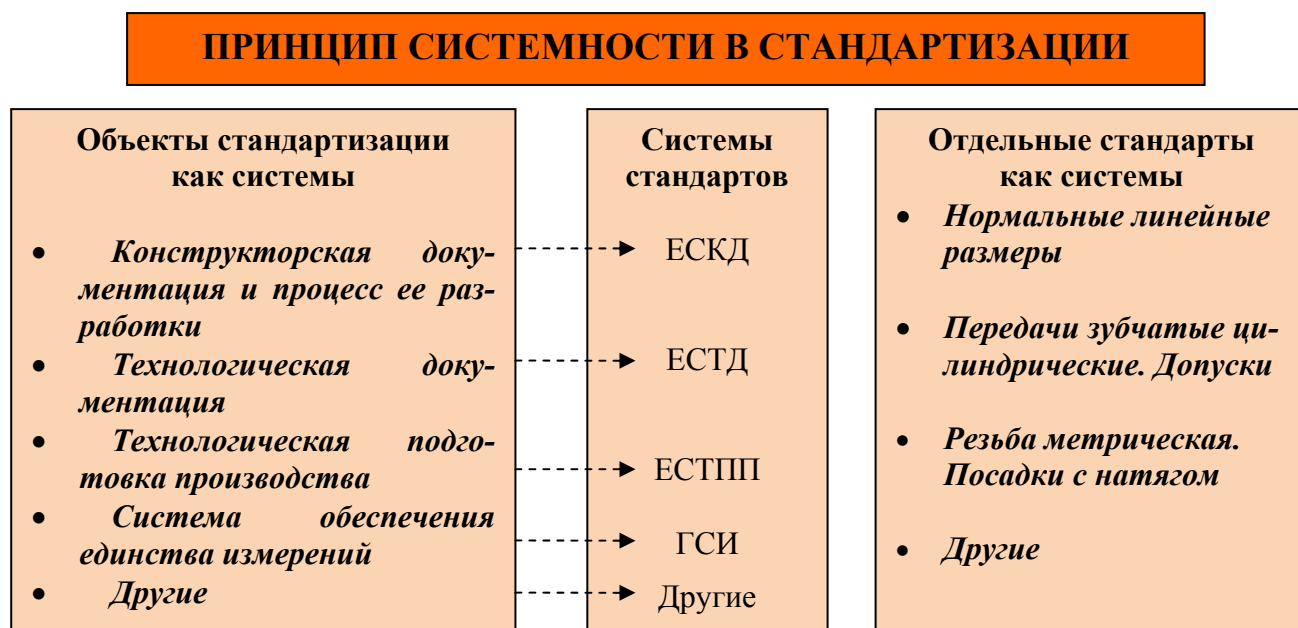 ПРИНЦИП СИСТЕМНОСТИ В СТАНДАРТИЗАЦИИ
Объекты стандартизации
как системы
• Конструкторская доку-
ментация и процесс ее раз-
работки
• Технологическая доку-
ментация
• Технологическая подго-
товка производства
• Система обеспечения
единства измерений
• Другие
Системы
стандартов
ЕСКД
ЕСТД
ЕСТПП
ГСИ
Другие
Отдельные стандарты
как системы
• Нормальные линейные
размеры
• Передачи зубчатые ци-
линдрические. Допуски
• Резьба метрическая.
Посадки с натягом
• Другие